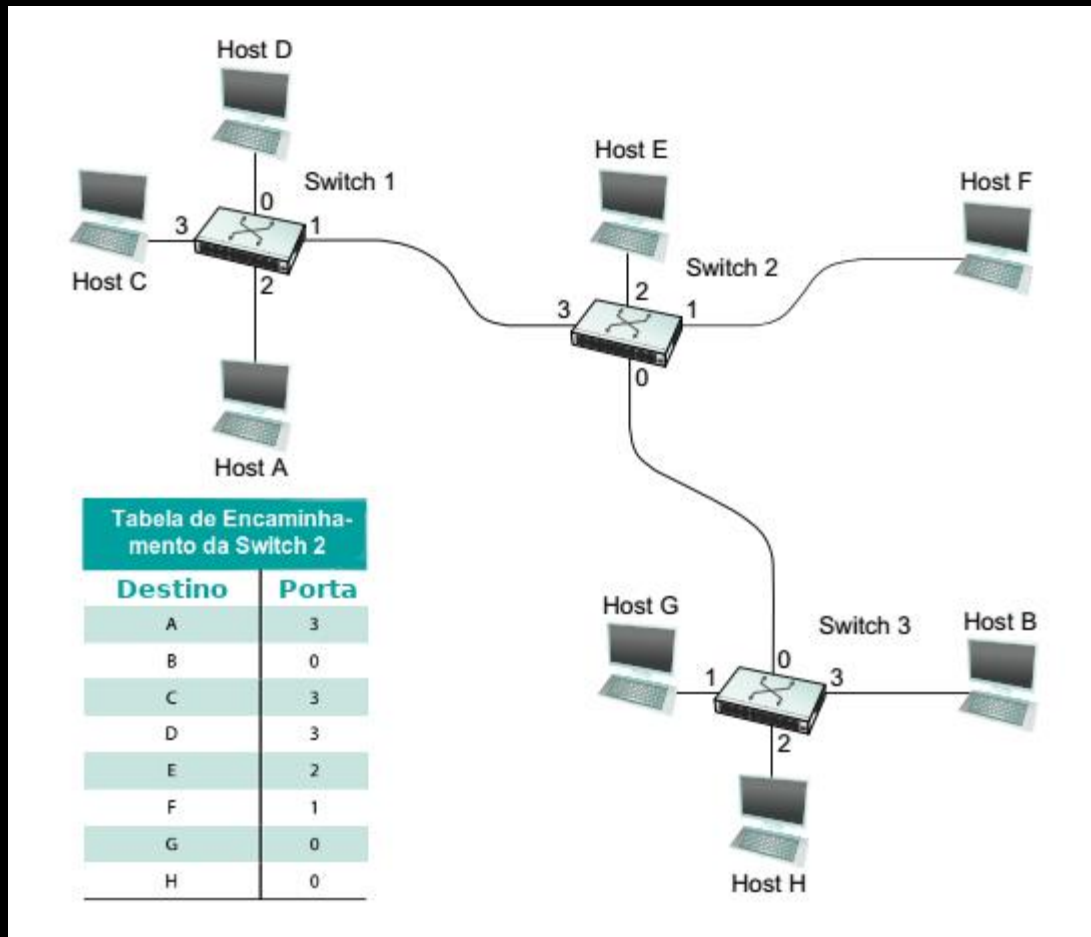 Host D
Host E
Host F
Switch 1
0
3
1
Host C
2
Switch 2
3
2
1
0
Host A
Tabela de Encaminha-
mento da Switch 2
Destino Porta
A 3
B 0
C 3
D 3
E 2
F 1
G 0
H 0
Host G
Switch 3
Host B
0
1
3
2
Host H